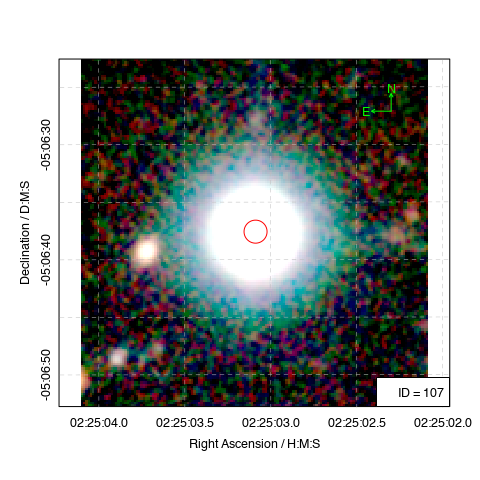 N
E
-05:06:30
-05:06:40
-05:06:50
Declination / D:M:S
ID = 107
02:25:04.0 02:25:03.5 02:25:03.0 02:25:02.5 02:25:02.0
Right Ascension / H:M:S